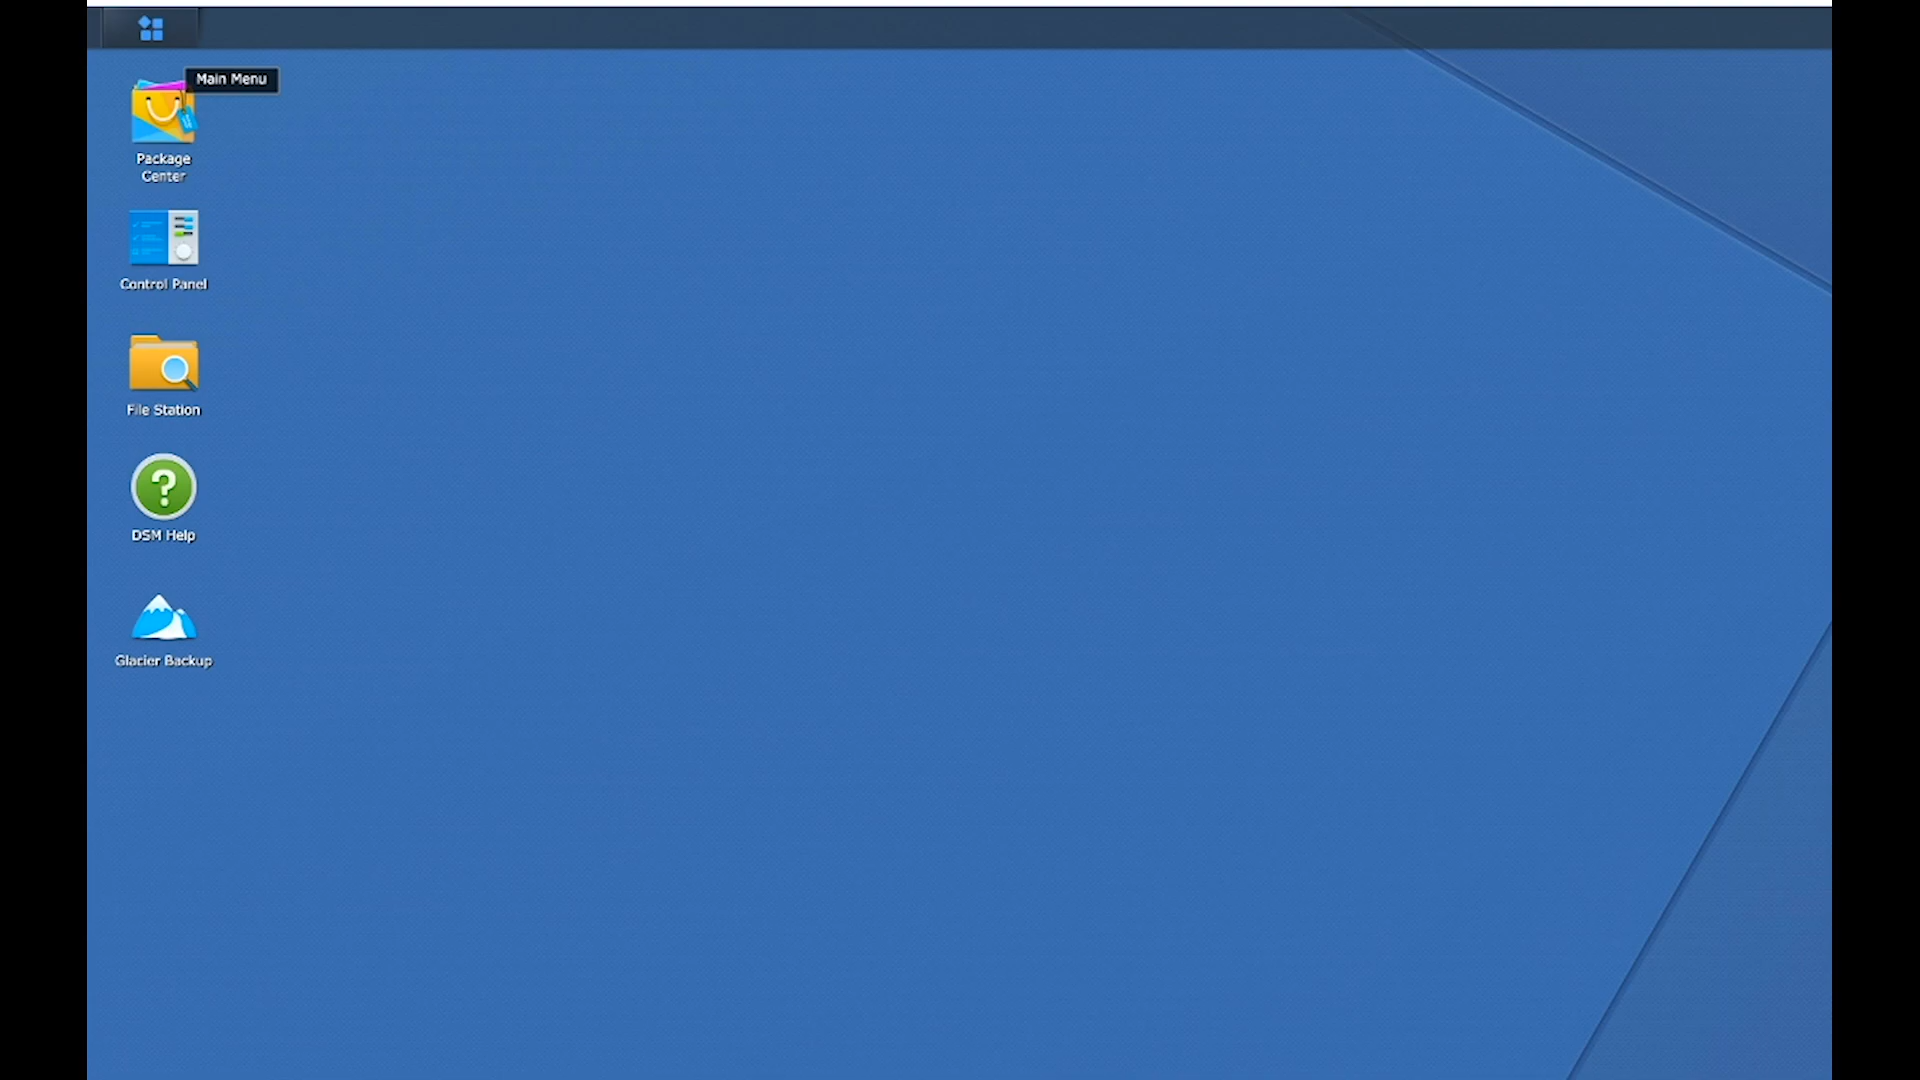 Main Menu
Package
Center
Control Panel
File Station
DSM Help
Glacier Backup